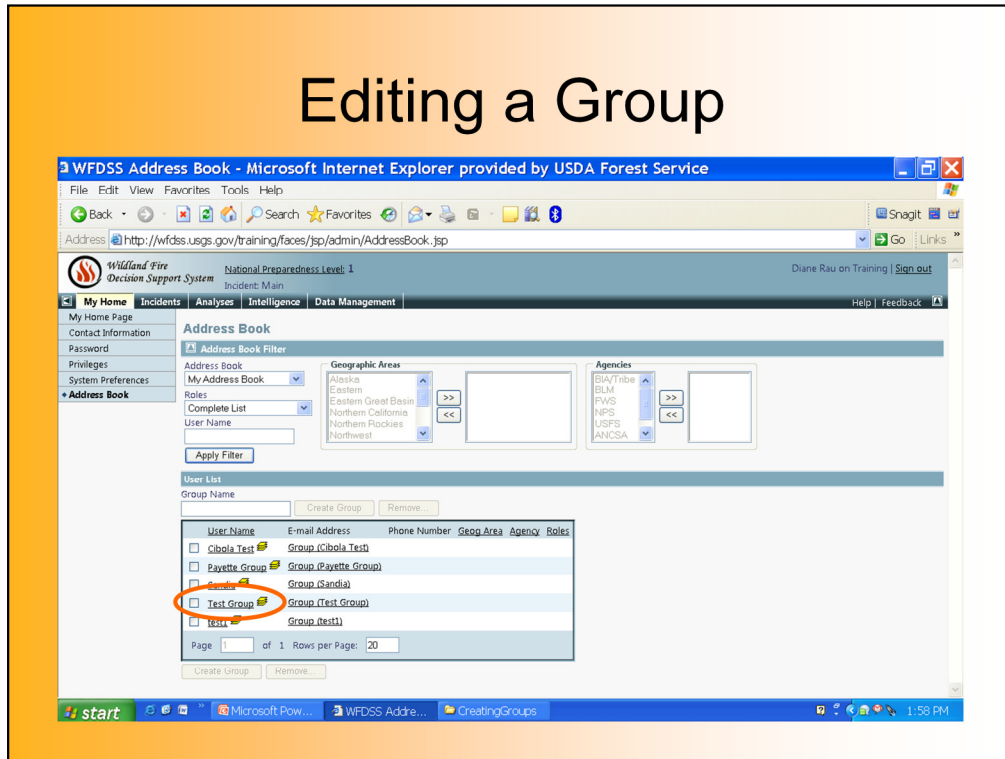 Editing a Group
WFDSS Address Book - Microsoft Internet Explorer provided by USDA Forest Service
File Edit View Favorites Tools Help
Back Search Favorites Snagit
Address http://wfdss.usgs.gov/training/faces/jsp/admin/AddressBook.jsp Go Links »
Wildland Fire
Decision Support System
National Preparedness Level: 1
Incident: Main
Diane Rau on Training | Sign out
My Home Incidents Analyses Intelligence Data Management Help | Feedback
My Home Page
Contact Information
Password
Privileges
System Preferences
Address Book
Address Book
Address Book Filter
Address Book
My Address Book
Roles
Complete List
User Name
Apply Filter
Geographic Areas
Alaska
Eastern
Eastern Great Basin
Northern California
Northern Rockies
Northwest
>>
<<
Agencies
BIA/Tribe
BLM
FWS
NPS
USFS
ANCSA
>>
<<
User List
Group Name
Create Group Remove...
User Name E-mail Address Phone Number Geog Area Agency Roles
Cibola Test Group (Cibola Test)
Payette Group Group (Payette Group)
Sandia Group (Sandia)
Test Group Group (Test Group)
test1 Group (test1)
Page 1 of 1 Rows per Page: 20
Create Group Remove...
start » Microsoft Pow... WFDSS Addre... CreatingGroups 1:58 PM